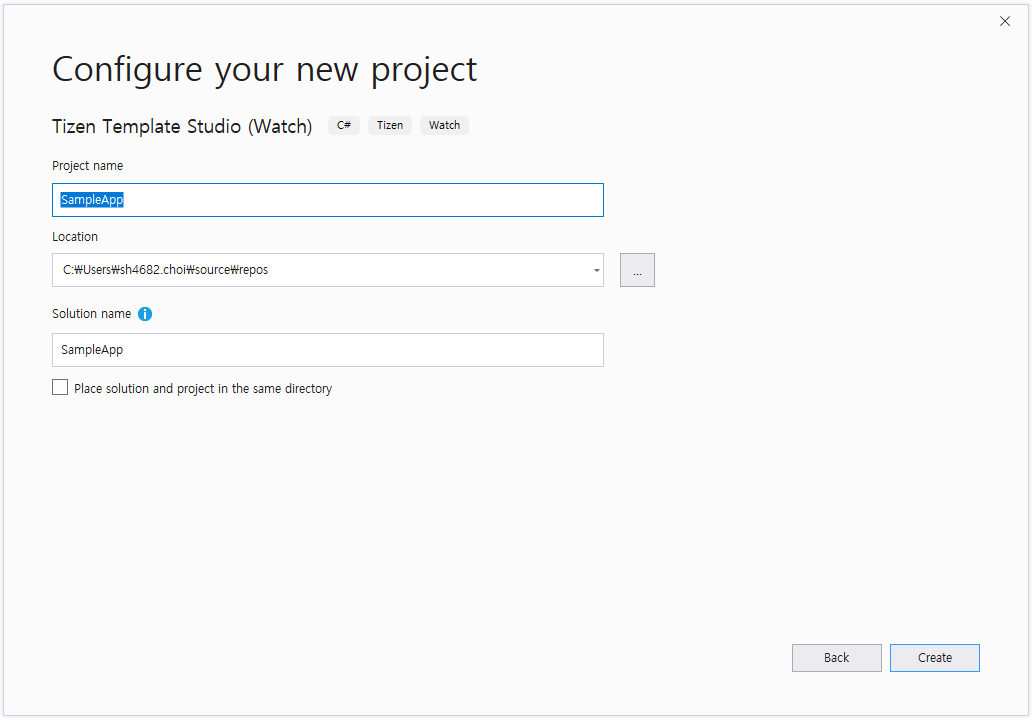 Configure your new project
Tizen Template Studio (Watch) C# Tizen Watch
Project name
SampleApp
Location
C:₩Users₩sh4682.choi₩source₩repos
...
Solution name i
SampleApp
Place solution and project in the same directory
Back Create